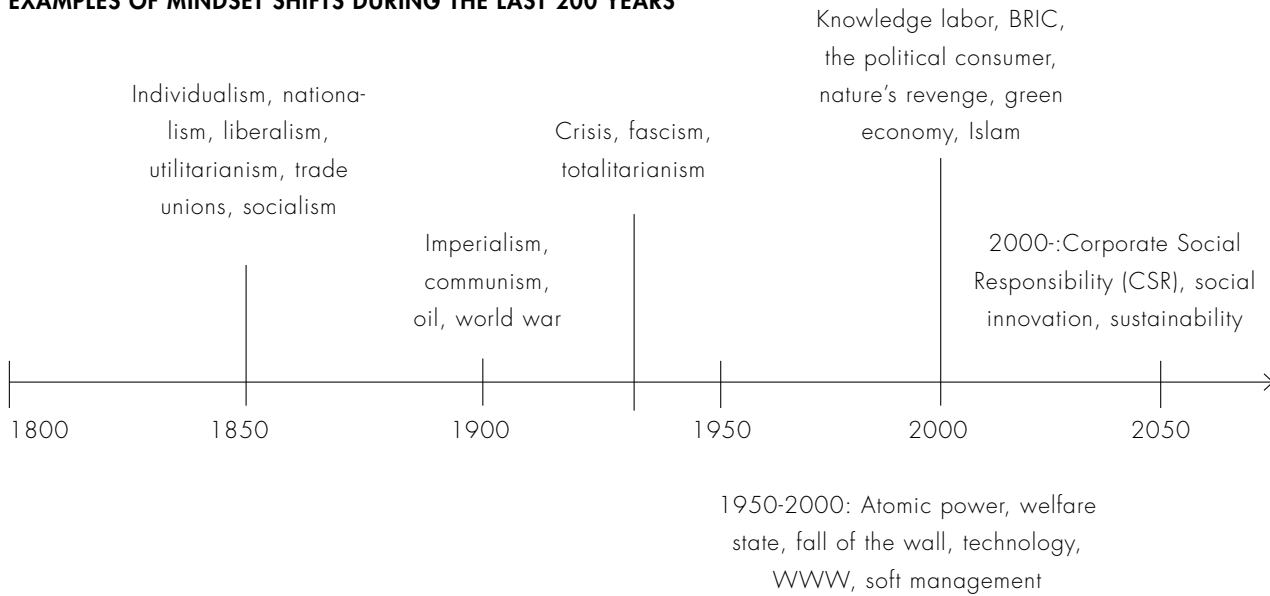 EXAMPLES OF MINDSET SHIFTS DURING THE LAST 200 YEARS
Individualism, nationa-
lism, liberalism,
utilitarianism, trade
unions, socialism
Imperialism,
communism,
oil, world war
Crisis, fascism,
totalitarianism
Knowledge labor, BRIC,
the political consumer,
nature's revenge, green
economy, Islam
2000-:Corporate Social
Responsibility (CSR), social
innovation, sustainability
1800
1850
1900
1950
2000
2050
1950-2000: Atomic power, welfare
state, fall of the wall, technology,
WWW, soft management